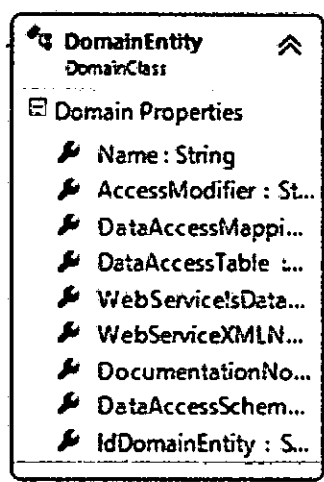 DomainEntity
DomainClass
Domain Properties
Name : String
AccessModifier : St...
DataAccessMappi...
DataAccessTable :...
WebServiceIsData...
WebServiceXMLN...
DocumentationNo...
DataAccessSchem...
IdDomainEntity : S...